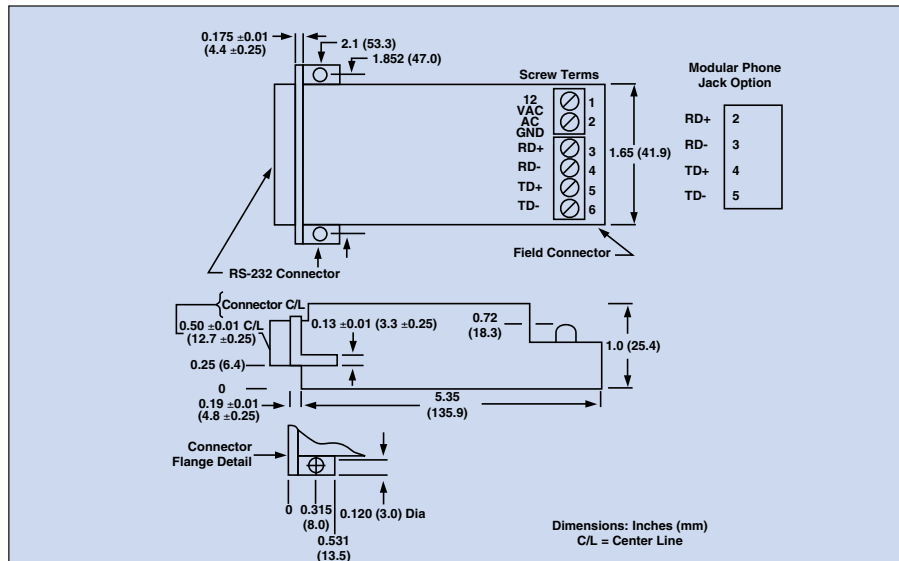 0.175 ±0.01
(4.4 ±0.25)
2.1 (53.3)
1.852 (47.0)
Screw Terms
12
VAC
AC
GND
RD+
RD-
TD+
TD-
1
2
3
4
5
6
1.65 (41.9)
Modular Phone
Jack Option
RD+ 2
RD- 3
TD+ 4
TD- 5
RS-232 Connector
Field Connector
Connector C/L
0.50 ±0.01 C/L
(12.7 ±0.25)
0.13 ±0.01 (3.3 ±0.25)
0.72
(18.3)
1.0 (25.4)
0.25 (6.4)
0
0.19 ±0.01
(4.8 ±0.25)
5.35
(135.9)
Connector
Flange Detail
0
0.315
(8.0)
0.120 (3.0) Dia
0.531
(13.5)
Dimensions: Inches (mm)
C/L = Center Line